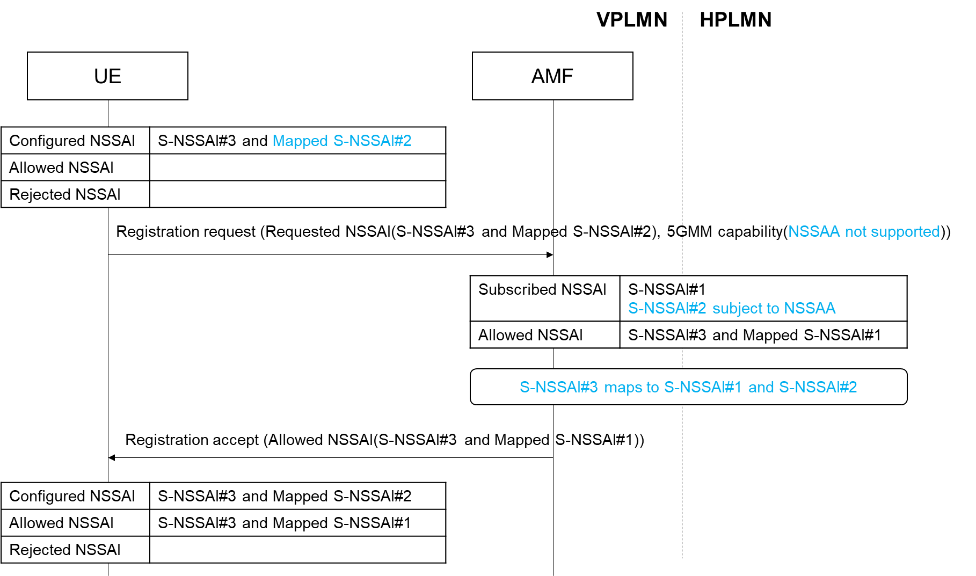 VPLMN HPLMN
UE AMF
Configured NSSAI S-NSSAI#3 and Mapped S-NSSAI#2
Allowed NSSAI
Rejected NSSAI
Registration request (Requested NSSAI(S-NSSAI#3 and Mapped S-NSSAI#2), 5GMM capability(NSSAA not supported))
Subscribed NSSAI S-NSSAI#1
S-NSSAI#2 subject to NSSAA
Allowed NSSAI S-NSSAI#3 and Mapped S-NSSAI#1
S-NSSAI#3 maps to S-NSSAI#1 and S-NSSAI#2
Registration accept (Allowed NSSAI(S-NSSAI#3 and Mapped S-NSSAI#1))
Configured NSSAI S-NSSAI#3 and Mapped S-NSSAI#2
Allowed NSSAI S-NSSAI#3 and Mapped S-NSSAI#1
Rejected NSSAI